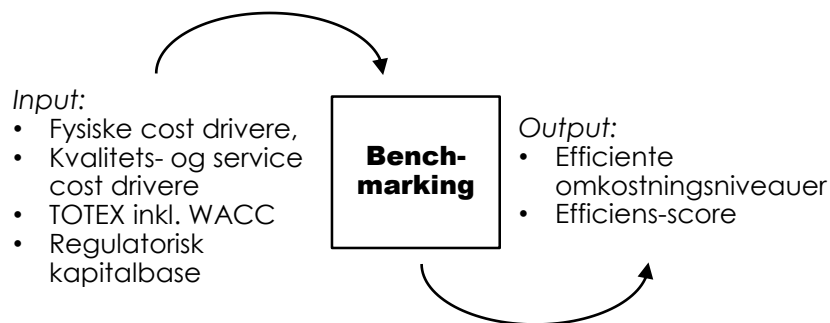 Input:
• Fysiske cost drivere,
• Kvalitets- og service
cost drivere
• TOTEX inkl. WACC
• Regulatorisk
kapitalbase
Bench-
marking
Output:
• Efficiente
omkostningsniveauer
• Efficiens-score